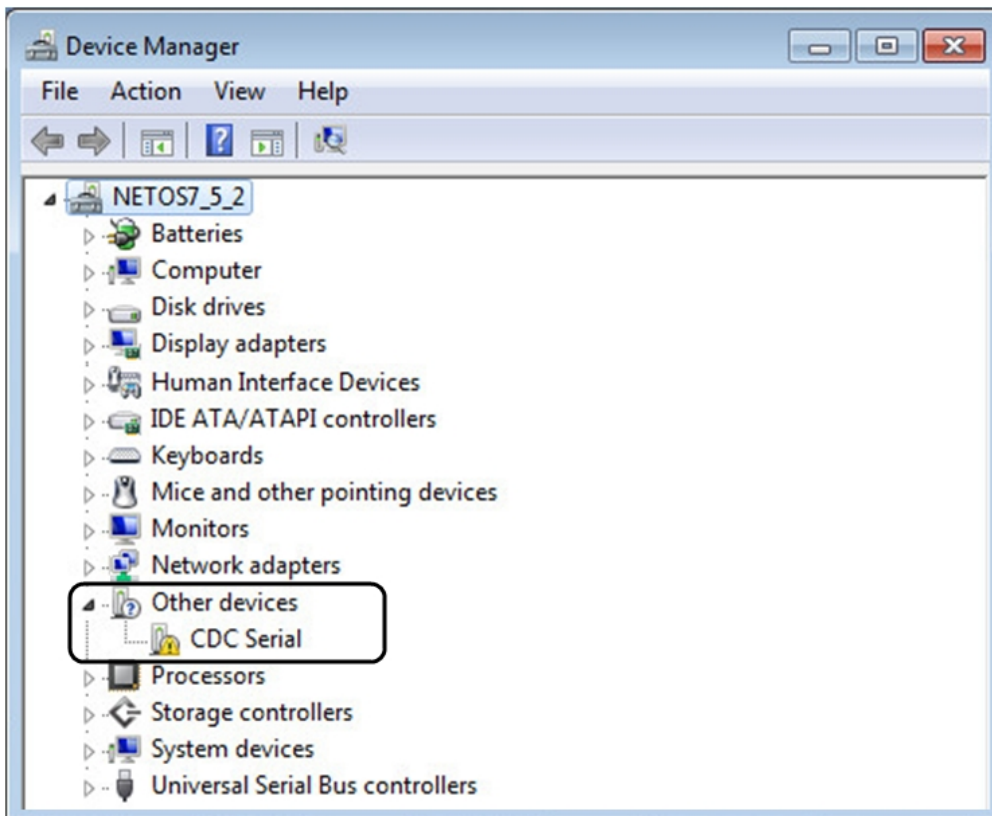 Device Manager
File Action View Help
NETOS7_5_2
Batteries
Computer
Disk drives
Display adapters
Human Interface Devices
IDE ATA/ATAPI controllers
Keyboards
Mice and other pointing devices
Monitors
Network adapters
Other devices
CDC Serial
Processors
Storage controllers
System devices
Universal Serial Bus controllers